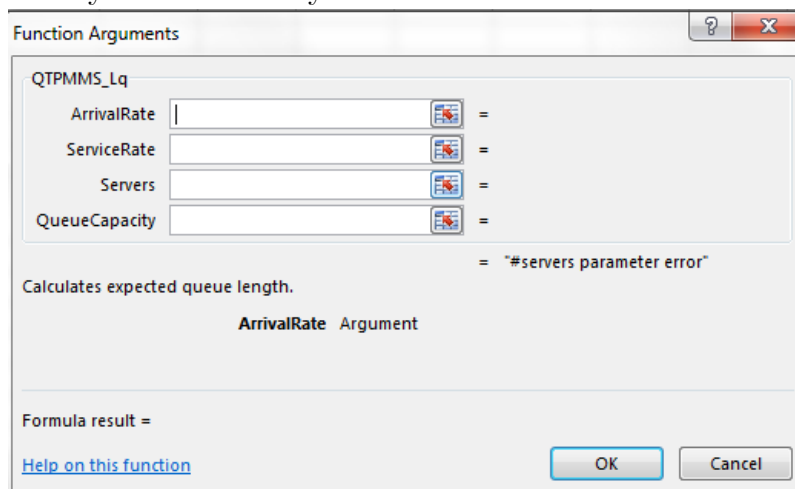 Function Arguments
?
X
QTPMMS_Lq
ArrivalRate =
ServiceRate =
Servers =
QueueCapacity =
= "#servers parameter error"
Calculates expected queue length.
ArrivalRate Argument
Formula result =
Help on this function
OK Cancel